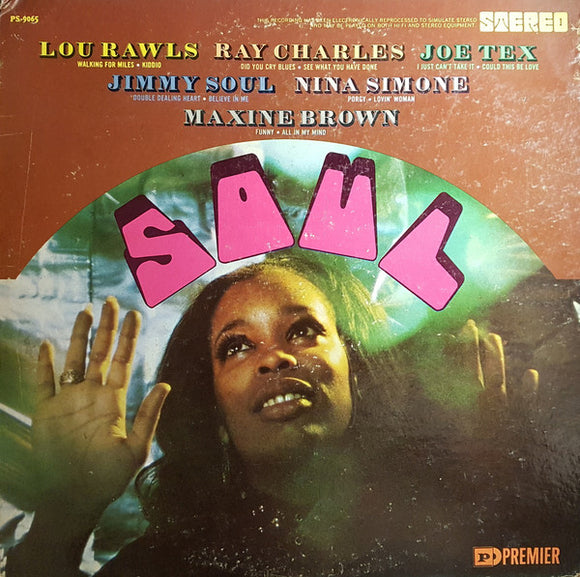 PS-9065
THIS RECORDING HAS BEEN ELECTRONICALLY REPROCESSED TO SIMULATE STEREO
AND MAY BE PLAYED ON BOTH HI FI AND STEREO EQUIPMENT.
STEREO
LOU RAWLS RAY CHARLES JOE TEX
WALKING FOR MILES • KIDDIO DID YOU CRY BLUES • SEE WHAT YOU HAVE DONE I JUST CAN'T TAKE IT • COULD THIS BE LOVE
JIMMY SOUL NINA SIMONE
DOUBLE DEALING HEART • BELIEVE IN ME PORGY • LOVIN' WOMAN
MAXINE BROWN
FUNNY • ALL IN MY MIND
SOUL
P PREMIER